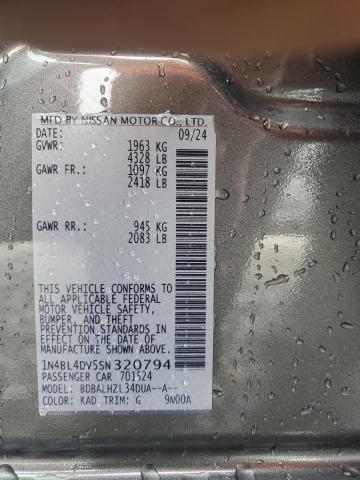 MFD BY NISSAN MOTOR CO., LTD.
DATE: 09/24
GVWR: 1963 KG
4328 LB
GAWR FR.: 1097 KG
2418 LB
GAWR RR.: 945 KG
2083 LB
THIS VEHICLE CONFORMS TO
ALL APPLICABLE FEDERAL
MOTOR VEHICLE SAFETY,
BUMPER, AND THEFT
PREVENTION STANDARDS
IN EFFECT ON THE DATE OF
MANUFACTURE SHOWN ABOVE.
1N4BL4DV5SN320794
PASSENGER CAR 701524
MODEL: BDBALHZL34DUA--A--
COLOR: KAD TRIM: G 9N00A